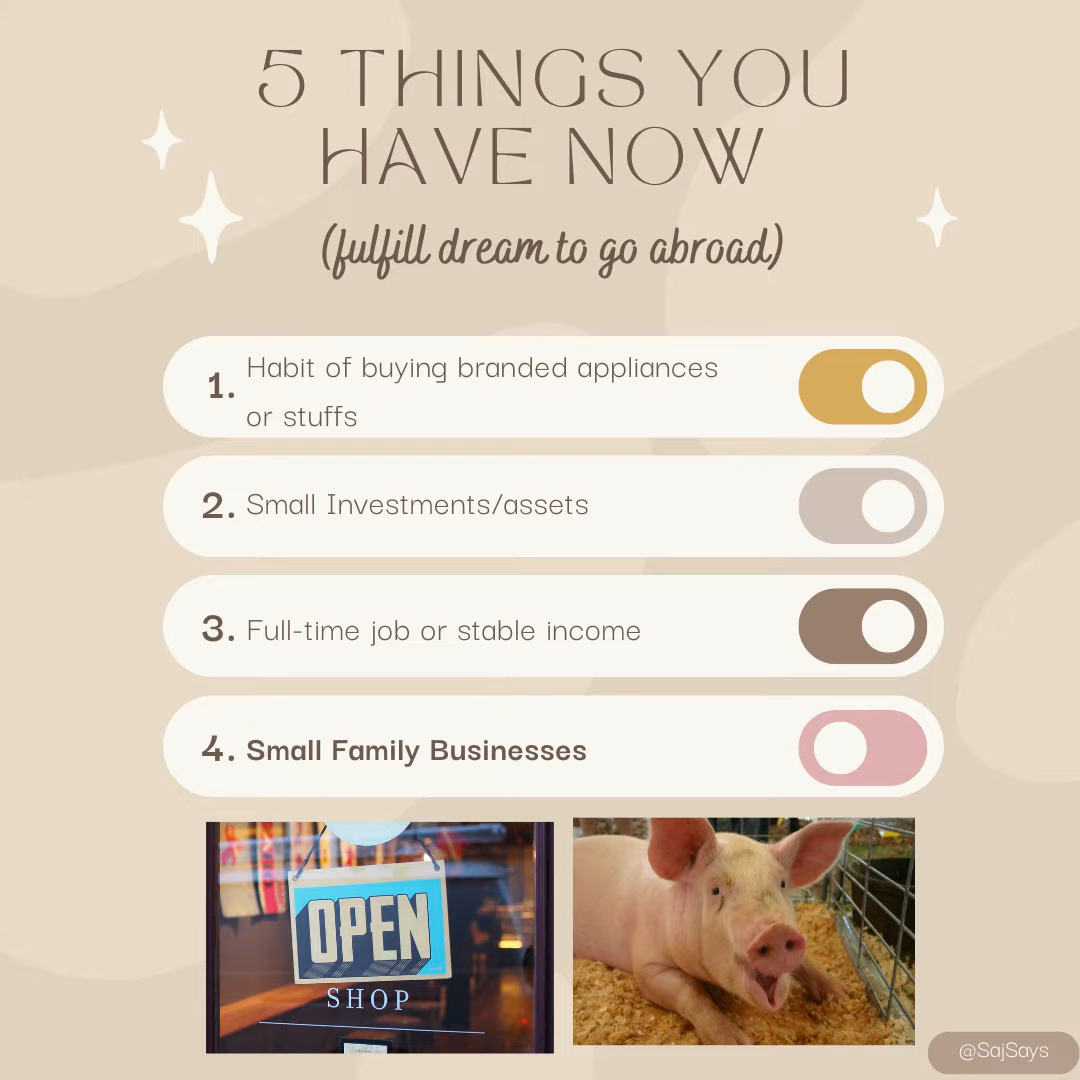 5 THINGS YOU
HAVE NOW
(fulfill dream to go abroad)
1. Habit of buying branded appliances
or stuffs
2. Small Investments/assets
3. Full-time job or stable income
4. Small Family Businesses
OPEN
SHOP
@SajSays